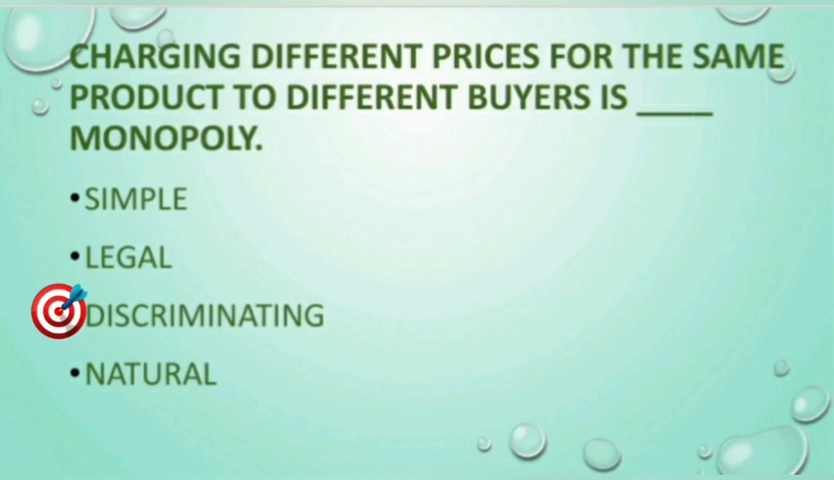 CHARGING DIFFERENT PRICES FOR THE SAME
PRODUCT TO DIFFERENT BUYERS IS ____
MONOPOLY.
•SIMPLE
•LEGAL
DISCRIMINATING
•NATURAL